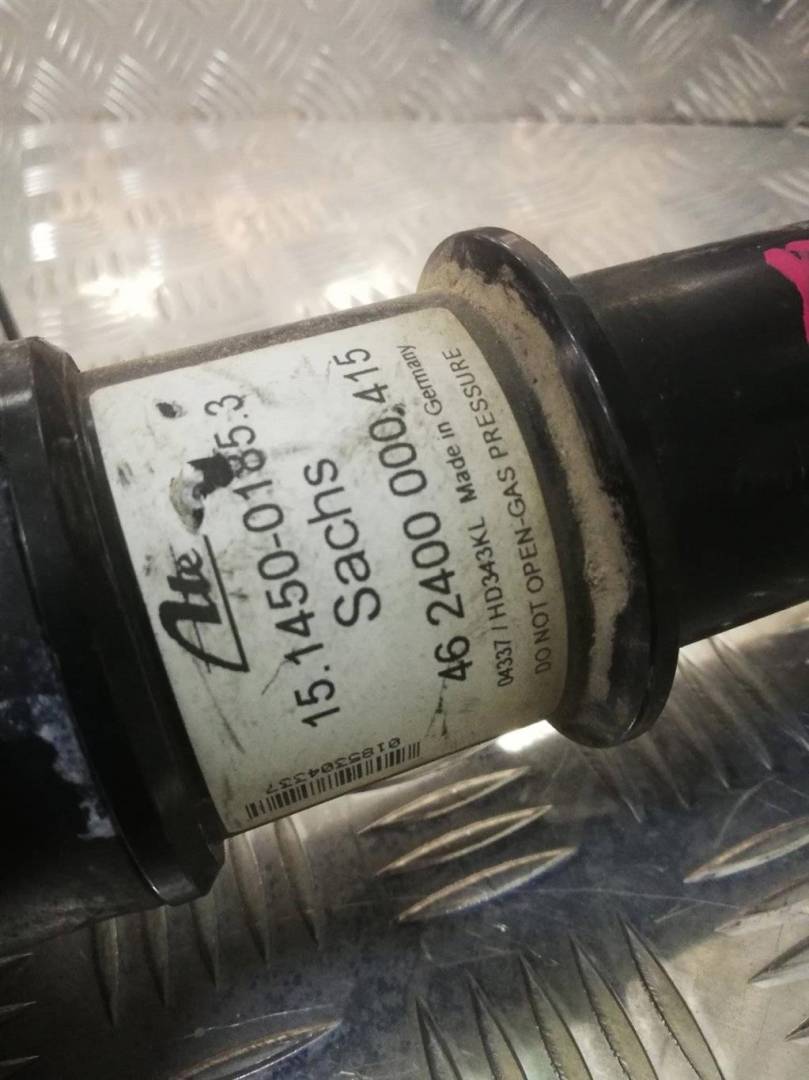 Ate
15.1450-0185.3
Sachs
46 2400 000.415
04337 / HD343KL Made in Germany
DO NOT OPEN-GAS PRESSURE
0185304337